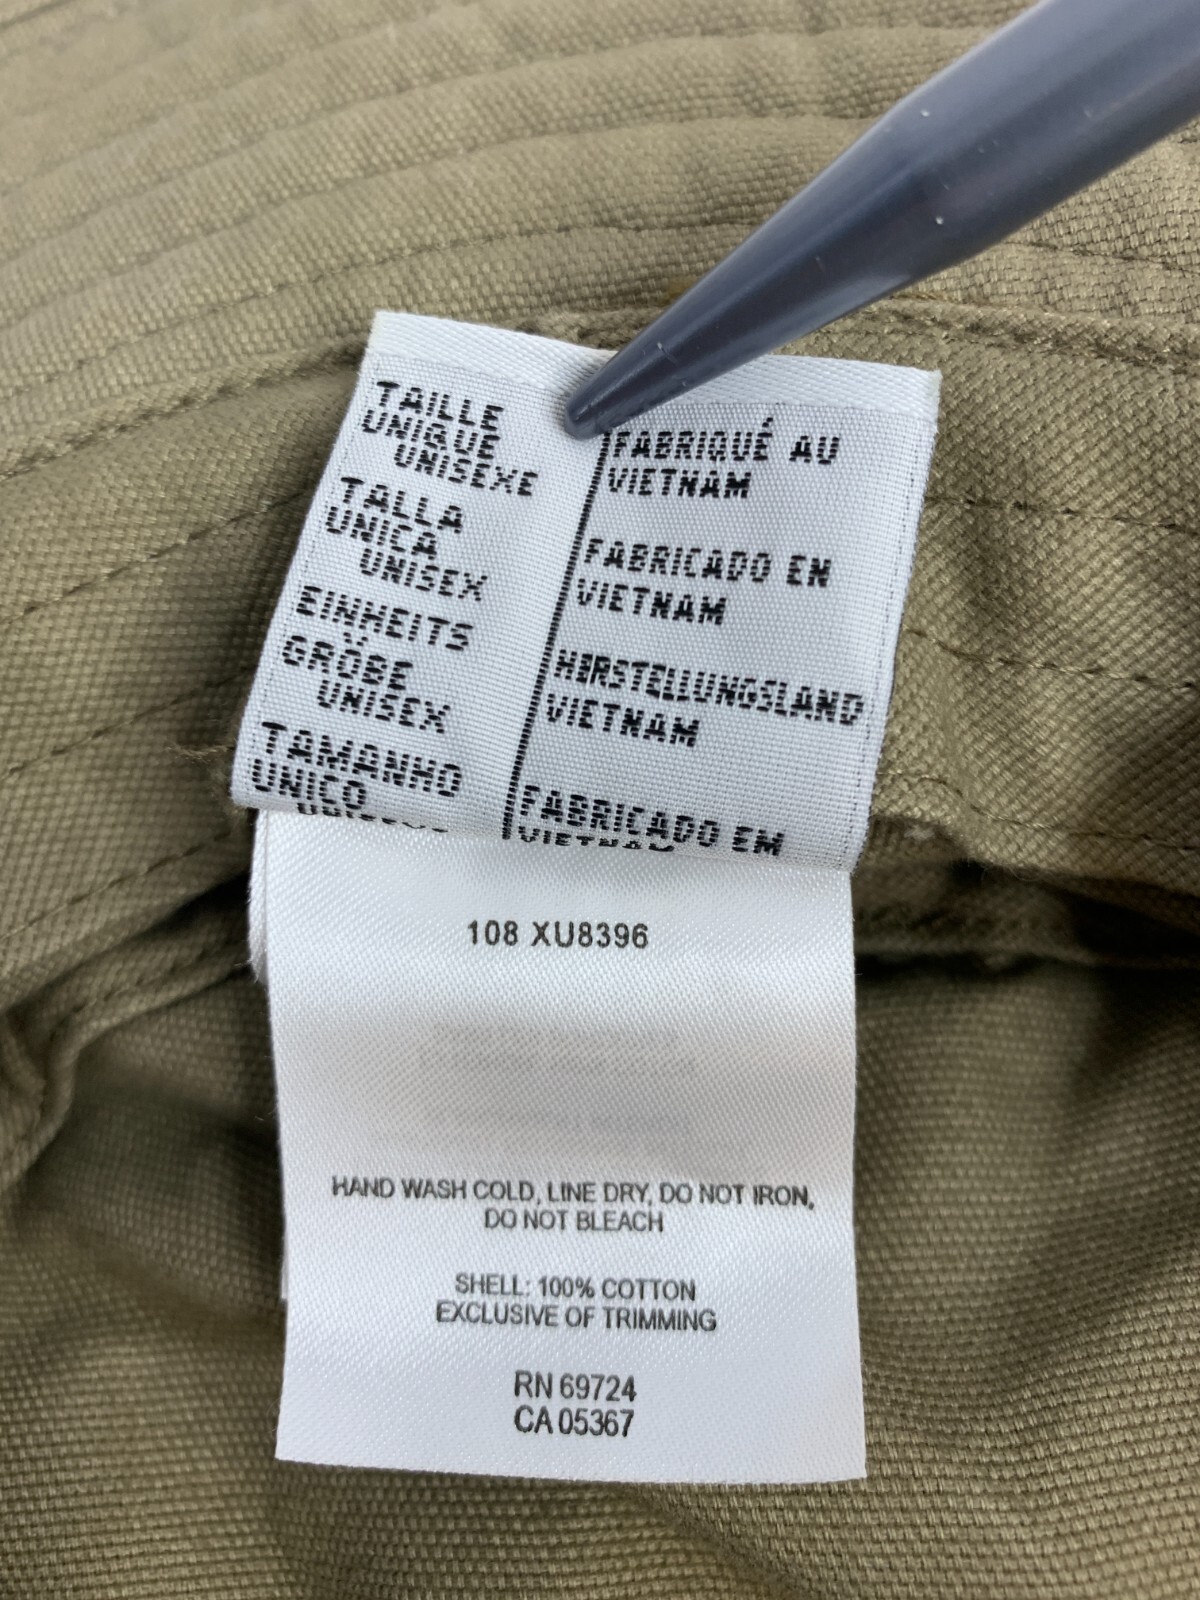 TAILLE
UNIQUE
UNISEXE
TALLA
UNICA
UNISEX
EINHEITS
GRÖBE
UNISEX
TAMANHO
UNICO
FABRIQUÉ AU
VIETNAM
FABRICADO EN
VIETNAM
HERSTELLUNGSLAND
VIETNAM
FABRICADO EM
VIETNAM
108 XU8396
HAND WASH COLD, LINE DRY, DO NOT IRON,
DO NOT BLEACH
SHELL: 100% COTTON
EXCLUSIVE OF TRIMMING
RN 69724
CA 05367